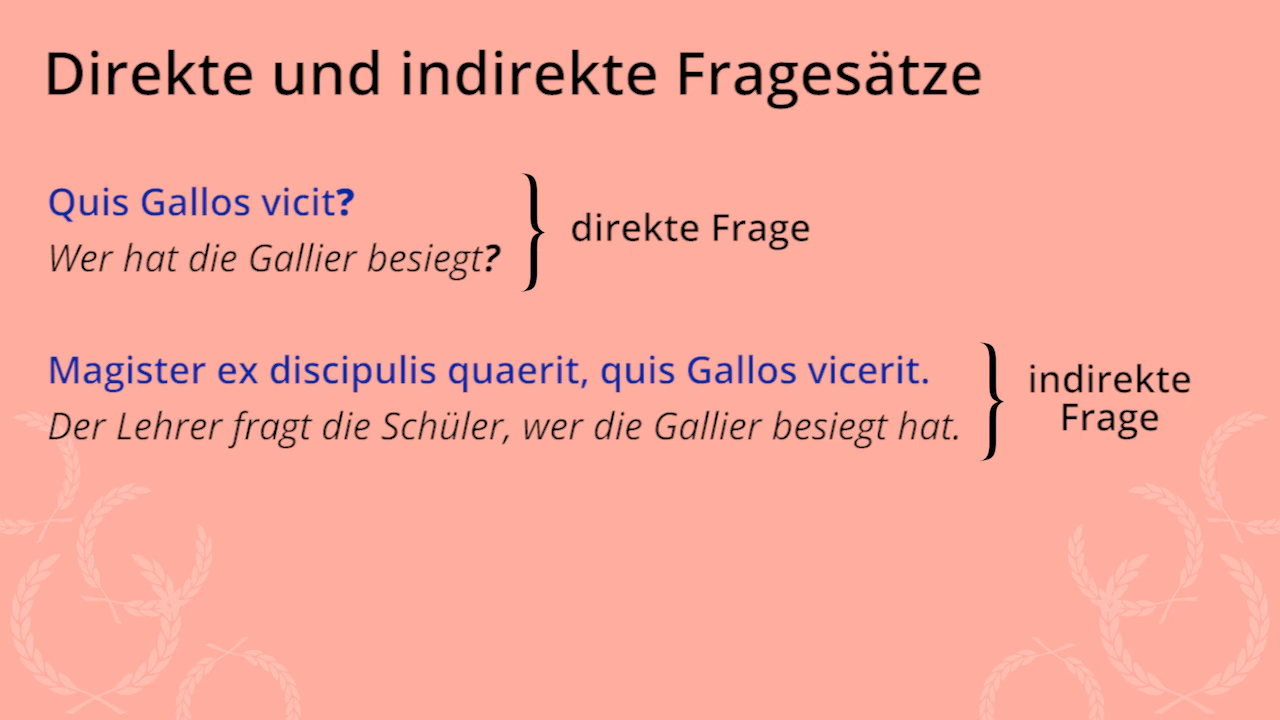 Direkte und indirekte Fragesätze
Quis Gallos vicit?
Wer hat die Gallier besiegt?
direkte Frage
Magister ex discipulis quaerit, quis Gallos vicerit.
Der Lehrer fragt die Schüler, wer die Gallier besiegt hat.
indirekte
Frage